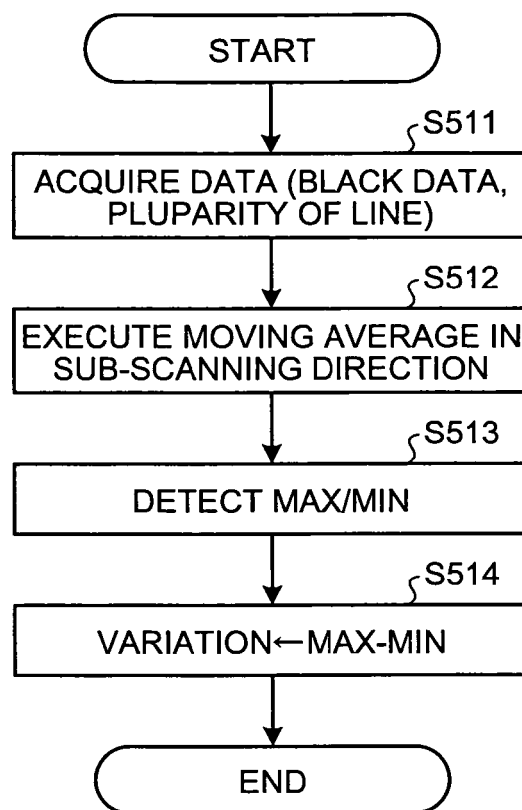 START
S511
ACQUIRE DATA (BLACK DATA,
PLUPARITY OF LINE)
S512
EXECUTE MOVING AVERAGE IN
SUB-SCANNING DIRECTION
S513
DETECT MAX/MIN
S514
VARIATION←MAX-MIN
END